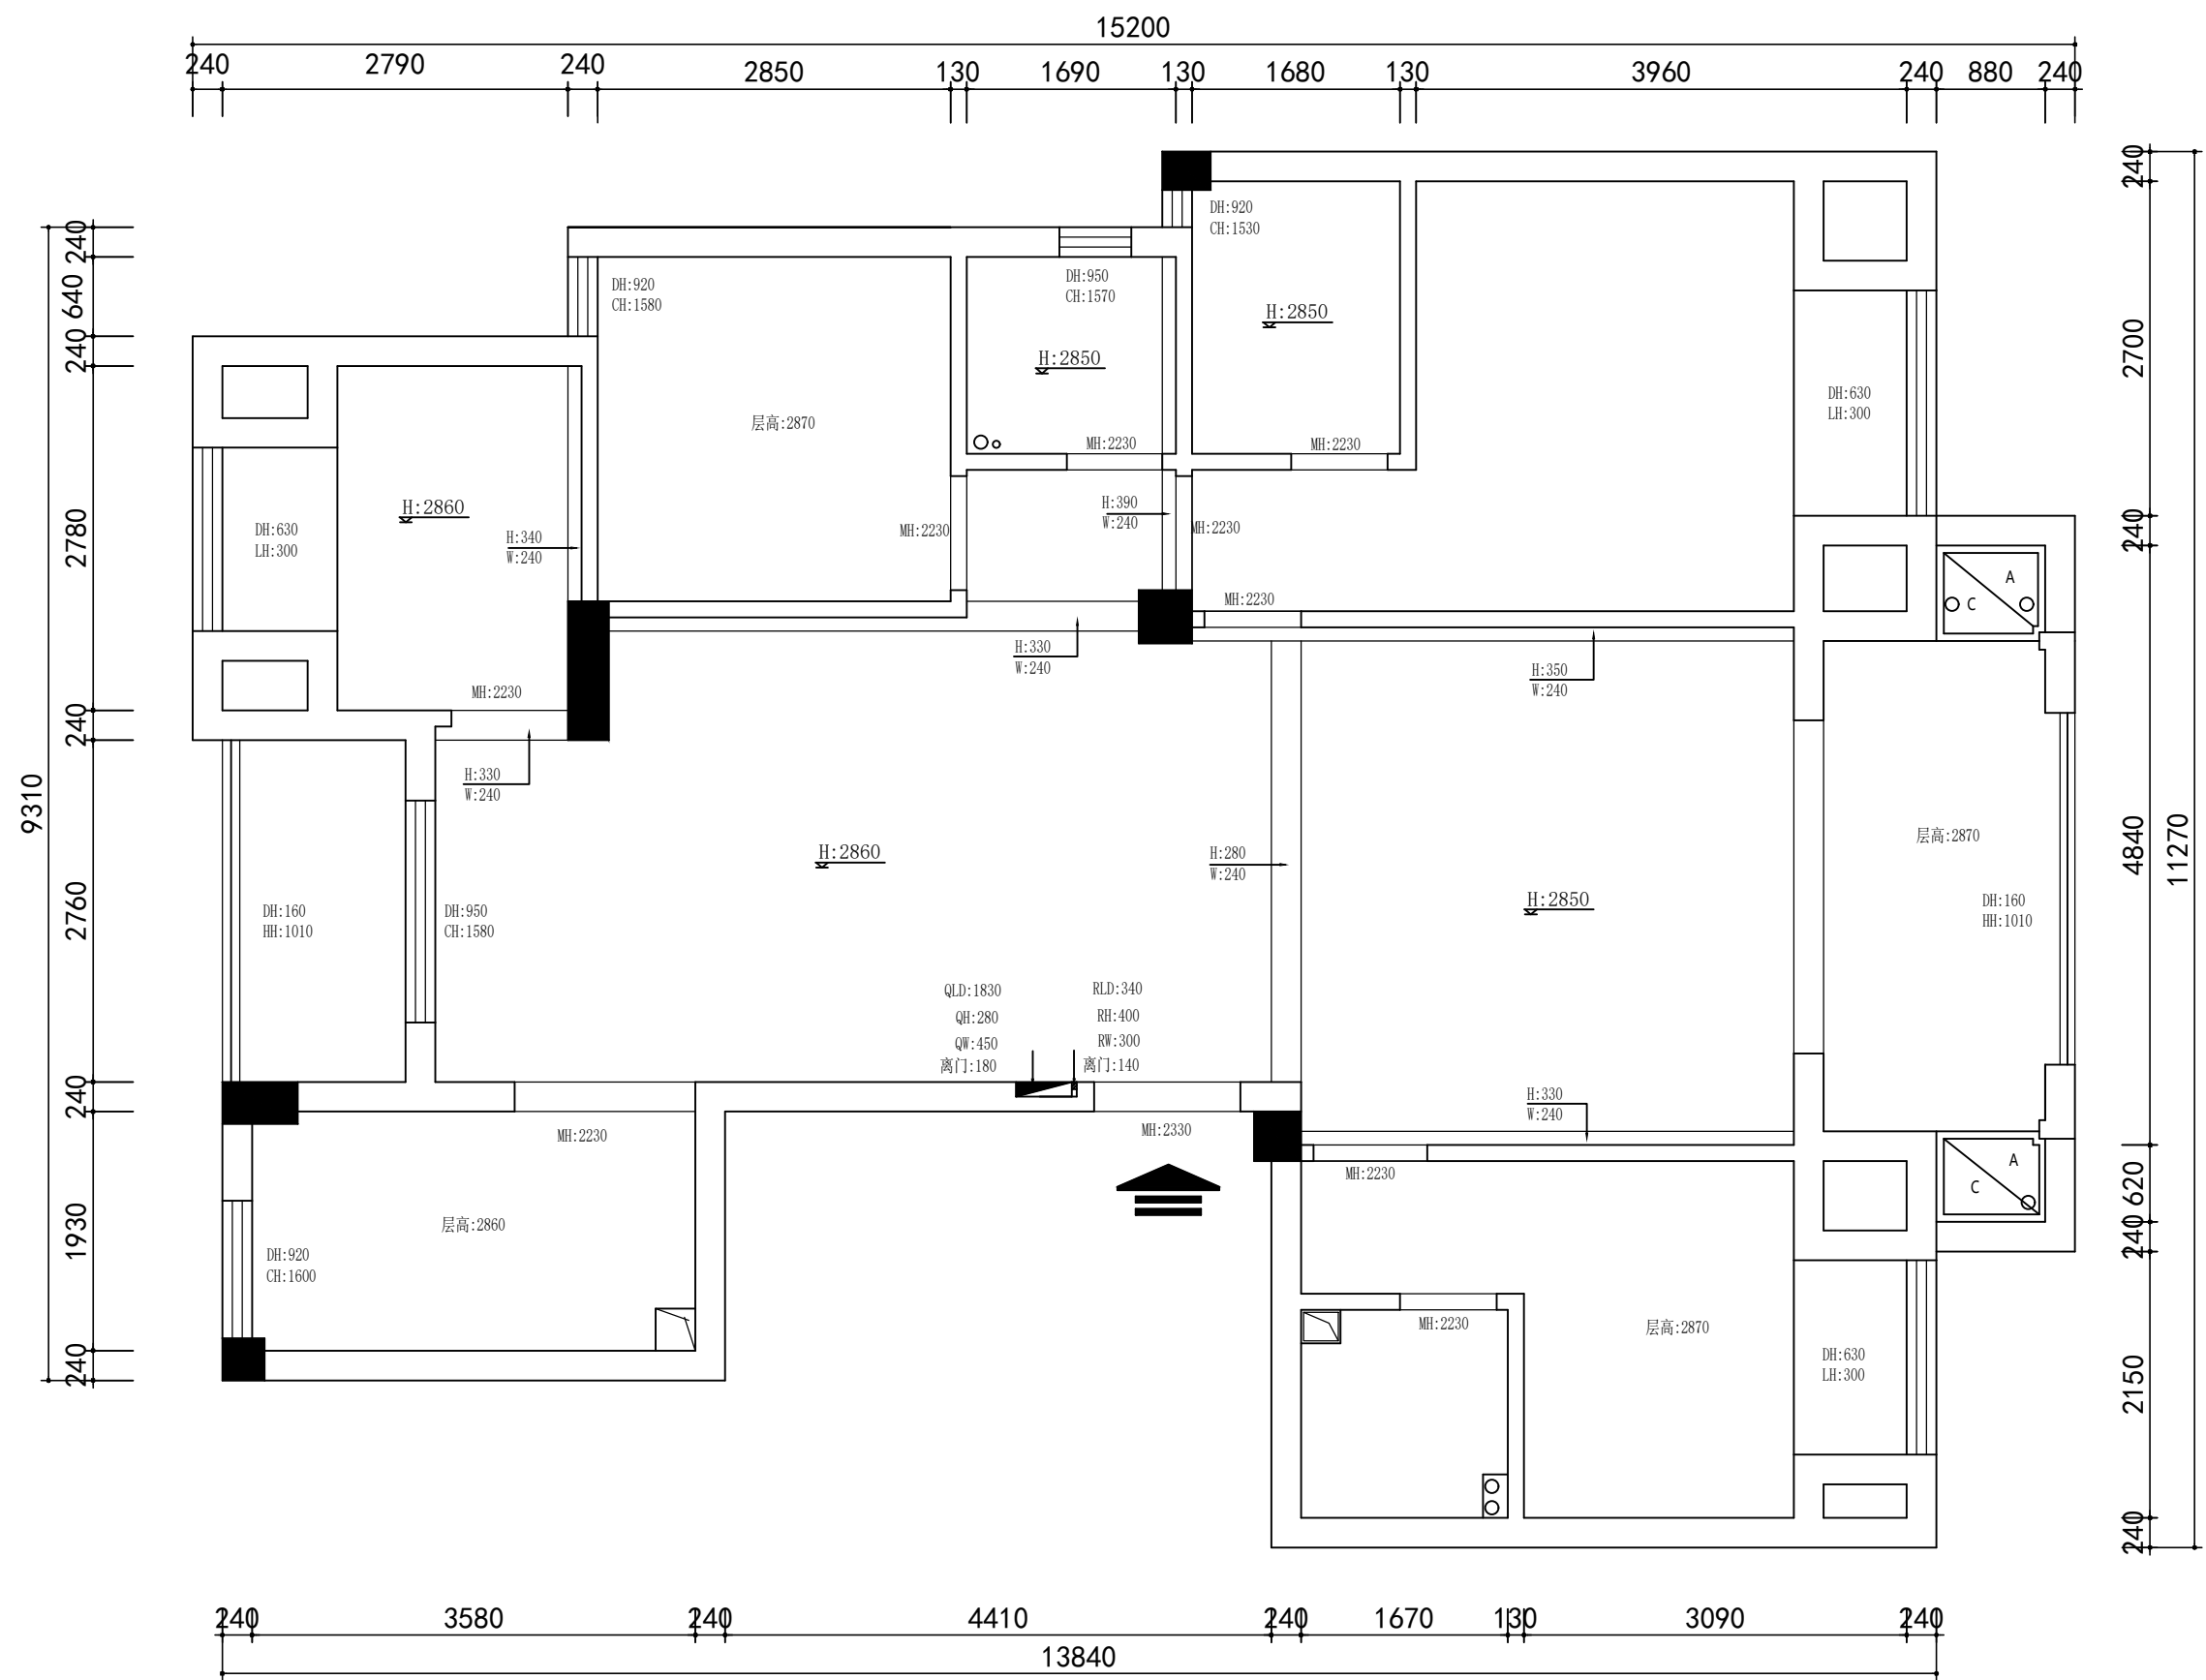 15200
240 2790 240 2850 130 1690 130 1680 130 3960 240 880 240
9310
240
640
240
2780
240
2760
240
1930
240
240
2700
240
4840
620
240
2150
240
11270
DH:920
CH:1530
DH:920
CH:1580
DH:950
CH:1570
H:2850
H:2850
DH:630
LH:300
层高:2870
MH:2230
MH:2230
H:2860
H:390
W:240
MH:2230
MH:2230
DH:630
LH:300
H:340
W:240
A
C
MH:2230
H:330
W:240
H:350
W:240
MH:2230
H:330
W:240
层高:2870
H:2860
H:280
W:240
H:2850
DH:160
HH:1010
DH:160
HH:1010
DH:950
CH:1580
QLD:1830
QH:280
QW:450
离门:180
RLD:340
RH:400
RW:300
离门:140
H:330
W:240
MH:2230
MH:2330
MH:2230
A
C
层高:2860
DH:920
CH:1600
MH:2230
层高:2870
DH:630
LH:300
240 3580 240 4410 240 1670 130 3090 240
13840